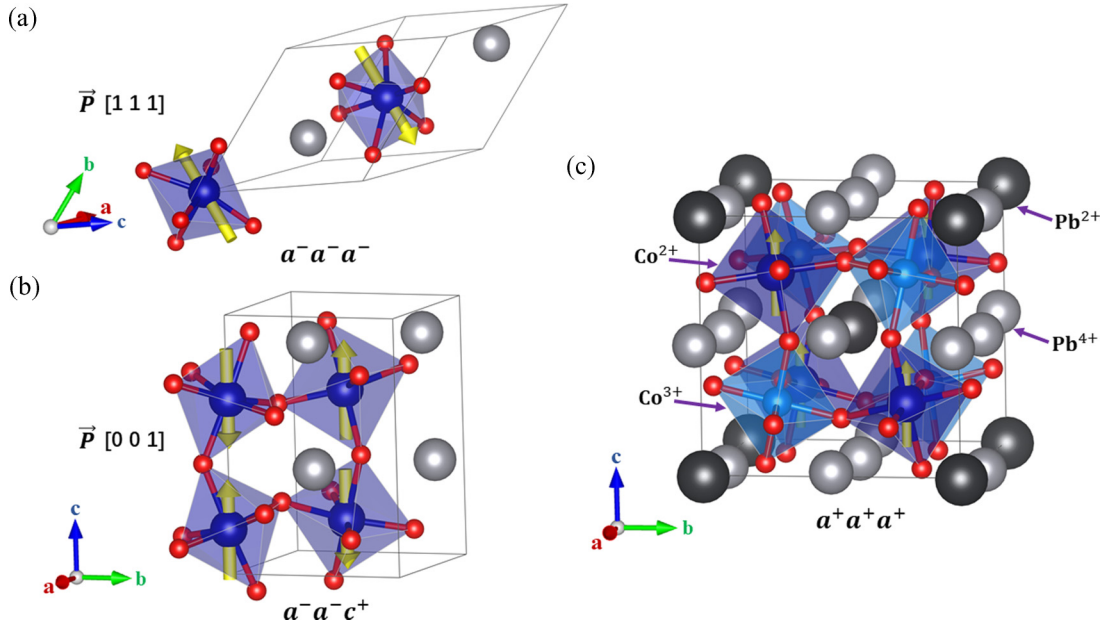 (a)
P⃗ [1 1 1]
b
a
c
a⁻a⁻a⁻
(b)
P⃗ [0 0 1]
c
a
b
a⁻a⁻c⁺
(c)
Pb²⁺
Co²⁺
Pb⁴⁺
Co³⁺
c
b
a
a⁺a⁺a⁺